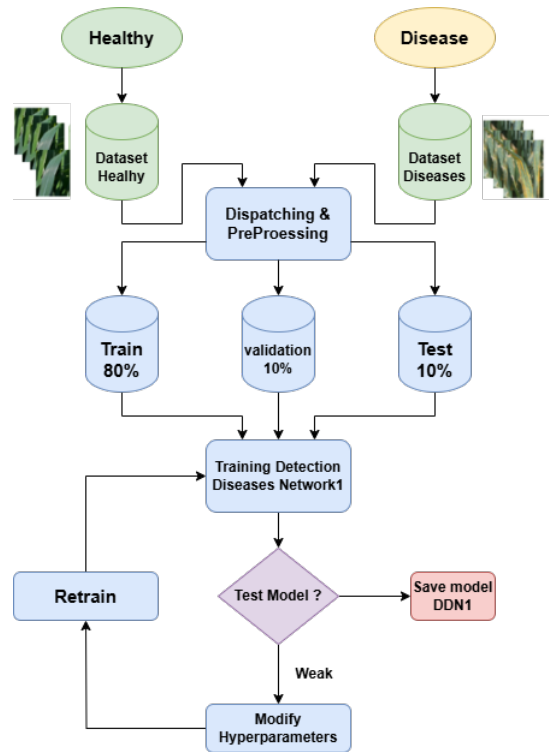 Healthy
Disease
Dataset
Healhy
Dataset
Diseases
Dispatching &
PreProessing
Train
80%
validation
10%
Test
10%
Training Detection
Diseases Network1
Retrain
Test Model ?
Save model
DDN1
Weak
Modify
Hyperparameters